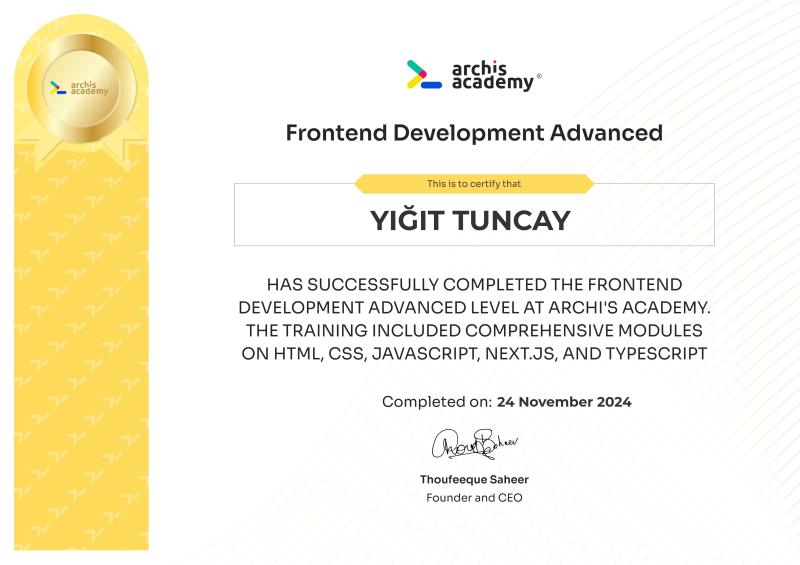 archis
academy
archis
academy®
Frontend Development Advanced
This is to certify that
YIĞIT TUNCAY
HAS SUCCESSFULLY COMPLETED THE FRONTEND
DEVELOPMENT ADVANCED LEVEL AT ARCHI'S ACADEMY.
THE TRAINING INCLUDED COMPREHENSIVE MODULES
ON HTML, CSS, JAVASCRIPT, NEXT.JS, AND TYPESCRIPT
Completed on: 24 November 2024
Thoufeeque Saheer
Founder and CEO